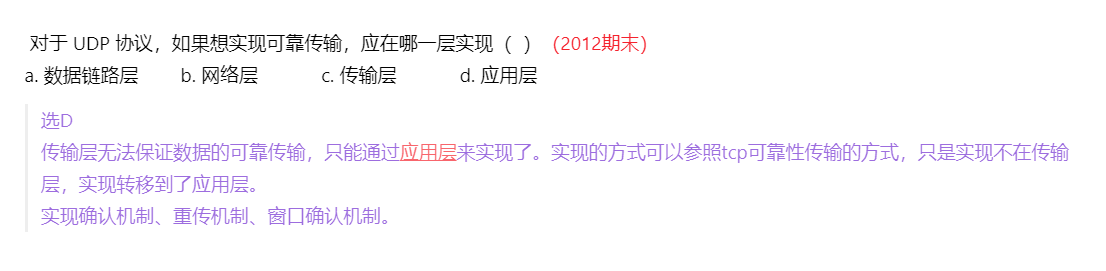 对于 UDP 协议，如果想实现可靠传输，应在哪一层实现（ ）（2012期末）
a. 数据链路层 b. 网络层 c. 传输层 d. 应用层
选D
传输层无法保证数据的可靠传输，只能通过应用层来实现了。实现的方式可以参照tcp可靠性传输的方式，只是实现不在传输
层，实现转移到了应用层。
实现确认机制、重传机制、窗口确认机制。